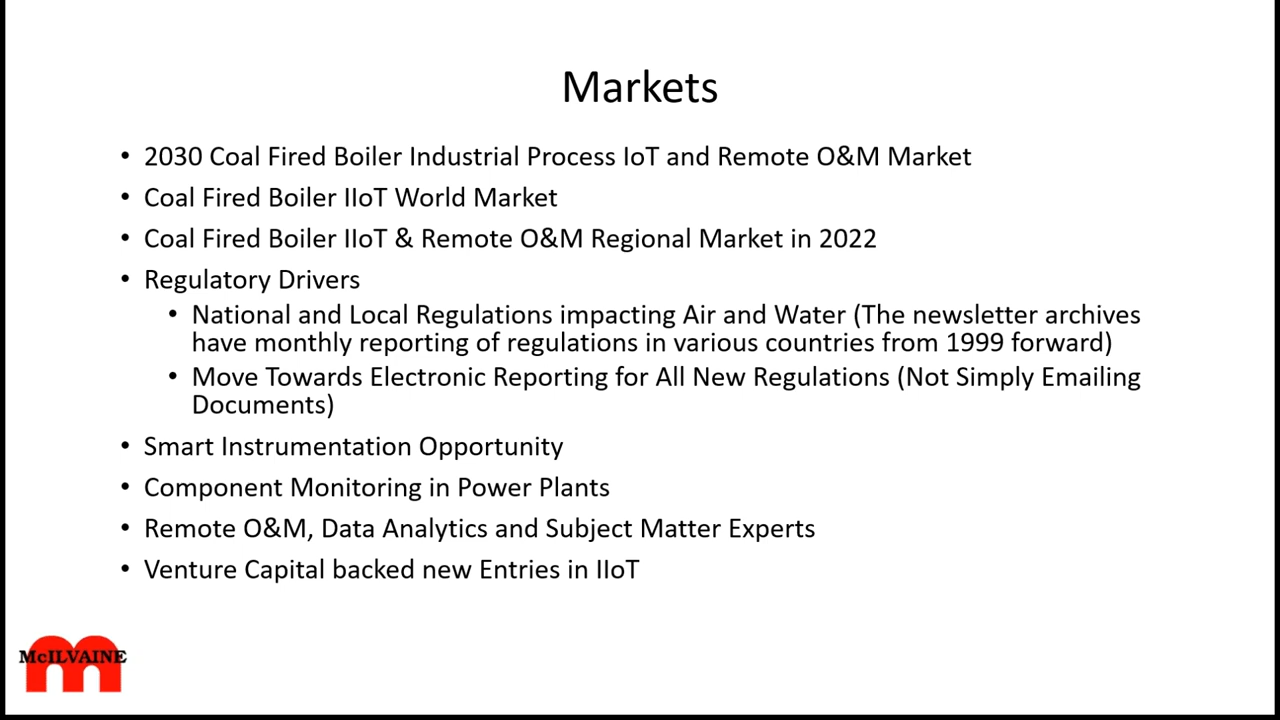 Markets
• 2030 Coal Fired Boiler Industrial Process IoT and Remote O&M Market
• Coal Fired Boiler IIoT World Market
• Coal Fired Boiler IIoT & Remote O&M Regional Market in 2022
• Regulatory Drivers
• National and Local Regulations impacting Air and Water (The newsletter archives
have monthly reporting of regulations in various countries from 1999 forward)
• Move Towards Electronic Reporting for All New Regulations (Not Simply Emailing
Documents)
• Smart Instrumentation Opportunity
• Component Monitoring in Power Plants
• Remote O&M, Data Analytics and Subject Matter Experts
• Venture Capital backed new Entries in IIoT
McILVAINE